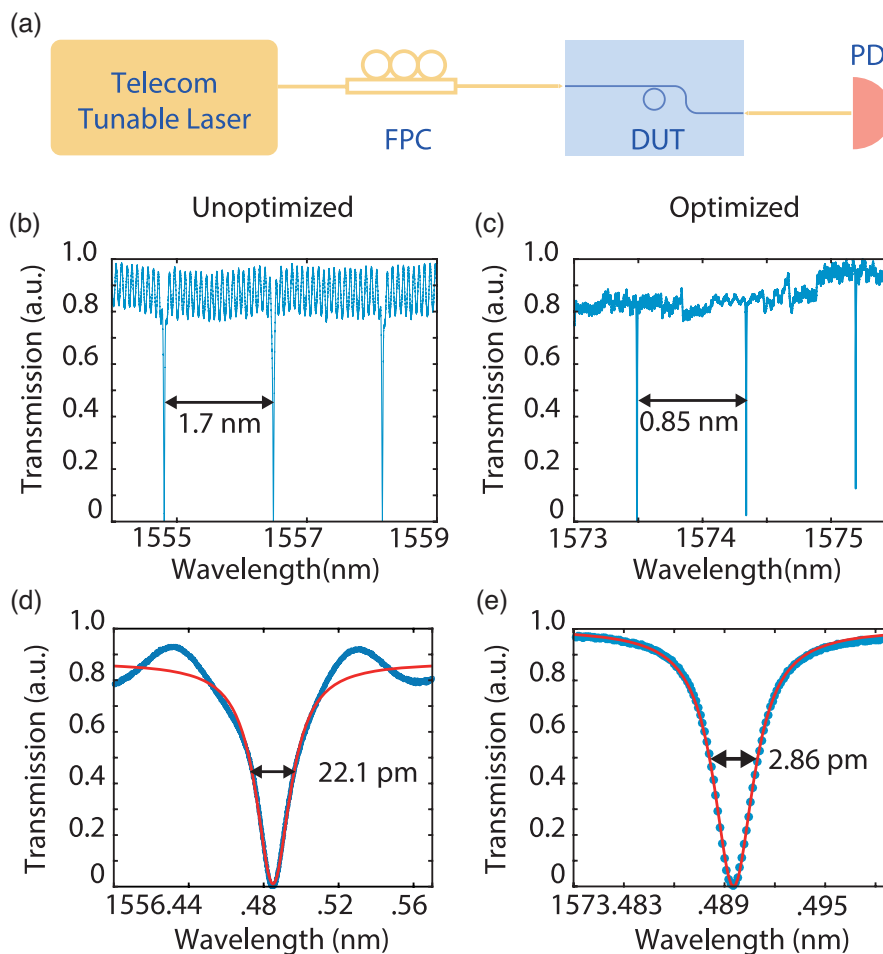 (a)
Telecom
Tunable Laser
FPC
DUT
PD
Unoptimized
Optimized
(b)
Transmission (a.u.)
1.0
0.8
0.6
0.4
0.2
0
1.7 nm
1555
1557
1559
Wavelength(nm)
(c)
Transmission (a.u.)
1.0
0.8
0.6
0.4
0.2
0
0.85 nm
1573
1574
1575
Wavelength(nm)
(d)
Transmission (a.u.)
1.0
0.8
0.6
0.4
0.2
0
22.1 pm
1556.44
.48
.52
.56
Wavelength (nm)
(e)
Transmission (a.u.)
1.0
0.8
0.6
0.4
0.2
0
2.86 pm
1573.483
.489
.495
Wavelength (nm)